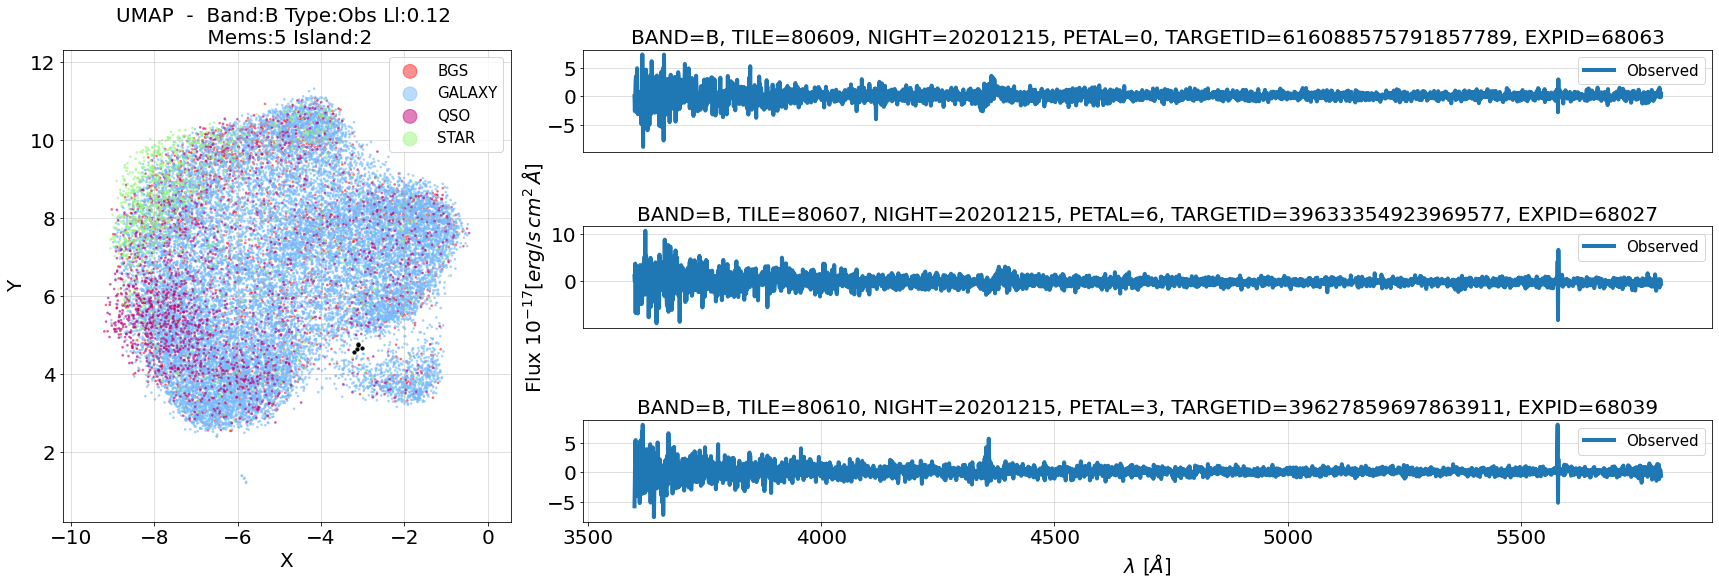 UMAP - Band:B Type:Obs Ll:0.12
Mems:5 Island:2
12
10
8
6
4
2
Y
BGS
GALAXY
QSO
STAR
−10
−8
−6
−4
−2
0
X
Flux 10^{−17}[erg/s cm^2 Å]
BAND=B, TILE=80609, NIGHT=20201215, PETAL=0, TARGETID=616088575791857789, EXPID=68063
5
0
−5
Observed
BAND=B, TILE=80607, NIGHT=20201215, PETAL=6, TARGETID=39633354923969577, EXPID=68027
10
0
Observed
BAND=B, TILE=80610, NIGHT=20201215, PETAL=3, TARGETID=39627859697863911, EXPID=68039
5
0
−5
Observed
3500
4000
4500
5000
5500
λ [Å]